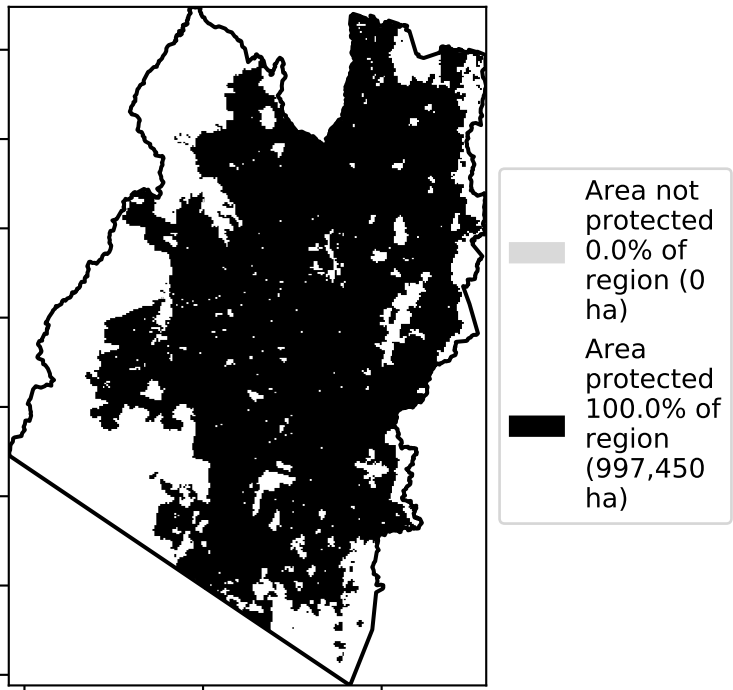 Area not
protected
0.0% of
region (0
ha)
Area
protected
100.0% of
region
(997,450
ha)